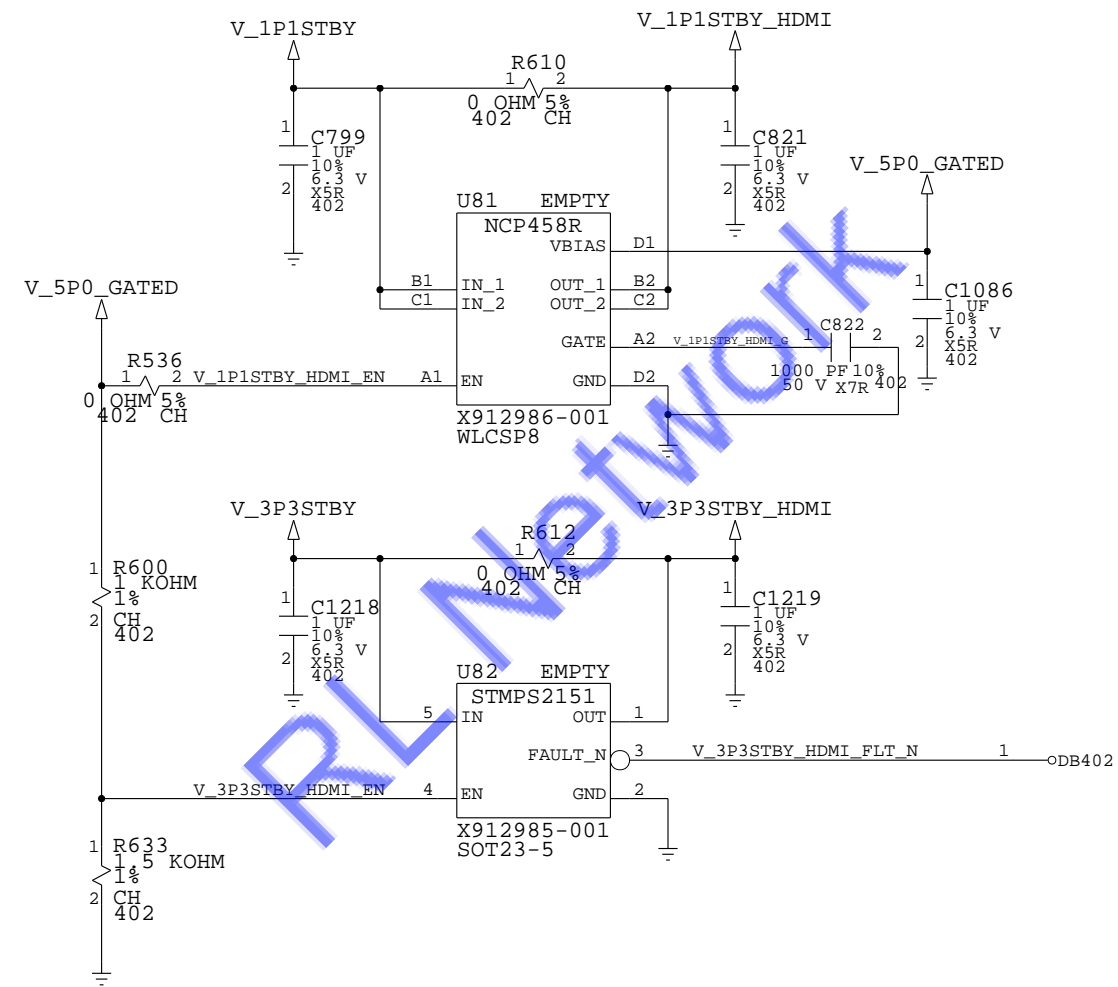 V_1P1STBY
V_1P1STBY_HDMI
R610
1 2
0 OHM 5%
402 CH
1
C799
1 UF
10%
6.3 V
2
X5R
402
1
C821
1 UF
10%
6.3 V
2
X5R
402
V_5P0_GATED
U81 EMPTY
NCP458R
VBIAS D1
B1 IN_1 OUT_1 B2
C1 IN_2 OUT_2 C2
GATE A2 V_1P1STBY_HDMI_G
1 C822 2
1000 PF 10%
50 V X7R 402
1
C1086
1 UF
10%
6.3 V
2
X5R
402
V_5P0_GATED
R536
1 2 V_1P1STBY_HDMI_EN A1 EN GND D2
0 OHM 5%
402 CH
X912986-001
WLCSP8
V_3P3STBY
V_3P3STBY_HDMI
R612
1 2
0 OHM 5%
402 CH
1 R600
1 KOHM
1%
2 CH
402
1
C1218
1 UF
10%
6.3 V
2
X5R
402
1
C1219
1 UF
10%
6.3 V
2
X5R
402
U82 EMPTY
STMPS2151
5 IN OUT 1
FAULT_N 3 V_3P3STBY_HDMI_FLT_N 1 DB402
V_3P3STBY_HDMI_EN 4 EN GND 2
X912985-001
SOT23-5
1 R633
1.5 KOHM
1%
2 CH
402
RL Network